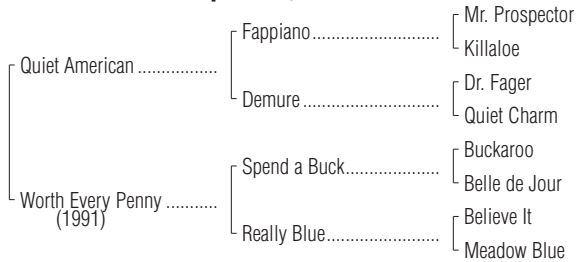 Mr. Prospector
Fappiano
Killaloe
Quiet American
Dr. Fager
Demure
Quiet Charm
Buckaroo
Spend a Buck
Belle de Jour
Worth Every Penny
(1991)
Believe It
Really Blue
Meadow Blue